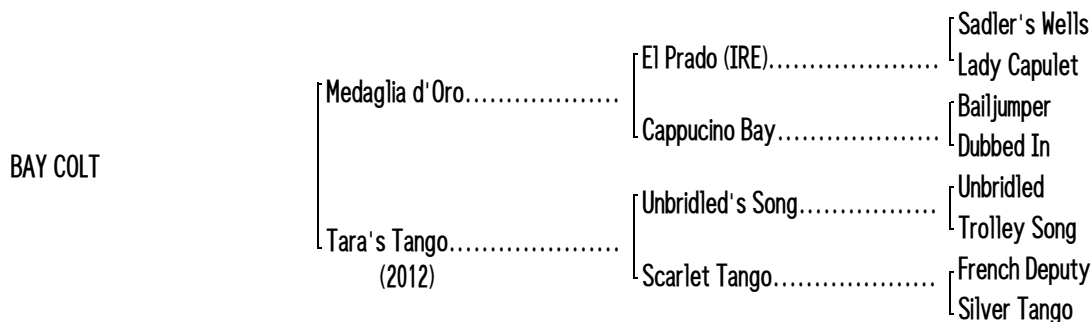 Sadler's Wells
El Prado (IRE)....................
Lady Capulet
Medaglia d'Oro..................
Bailjumper
Cappucino Bay...................
Dubbed In
BAY COLT
Unbridled
Unbridled's Song.................
Trolley Song
Tara's Tango....................
(2012)
French Deputy
Scarlet Tango....................
Silver Tango